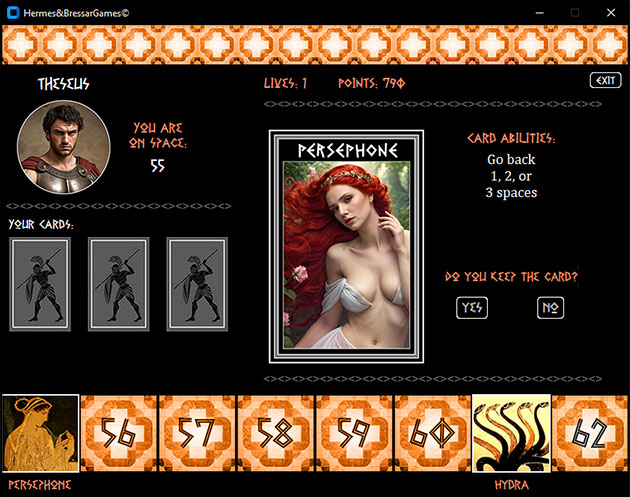 Hermes&BressarGames©
THESEUS
LIVES: 1
POINTS: 790
EXIT
YOU ARE
ON SPACE:
55
YOUR CARDS:
PERSEPHONE
CARD ABILITIES:
Go back
1, 2, or
3 spaces
DO YOU KEEP THE CARD?
YES
NO
56
57
58
59
60
62
PERSEPHONE
HYDRA